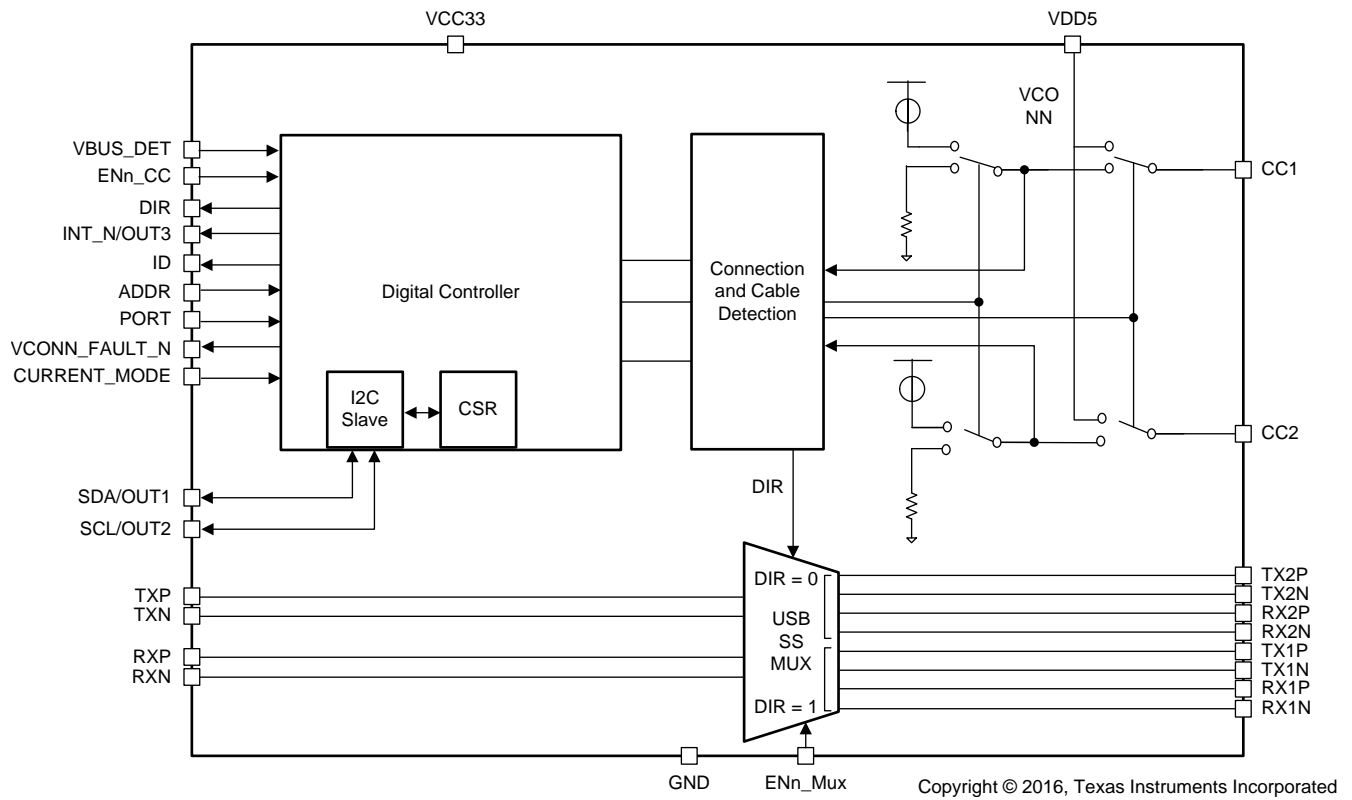 VCC33
VDD5
VCO
NN
VBUS_DET
ENn_CC
DIR
INT_N/OUT3
ID
ADDR
PORT
VCONN_FAULT_N
CURRENT_MODE
Digital Controller
I2C
Slave
CSR
Connection
and Cable
Detection
CC1
CC2
SDA/OUT1
SCL/OUT2
DIR
TXP
TXN
RXP
RXN
DIR = 0
USB
SS
MUX
DIR = 1
TX2P
TX2N
RX2P
RX2N
TX1P
TX1N
RX1P
RX1N
GND
ENn_Mux
Copyright © 2016, Texas Instruments Incorporated